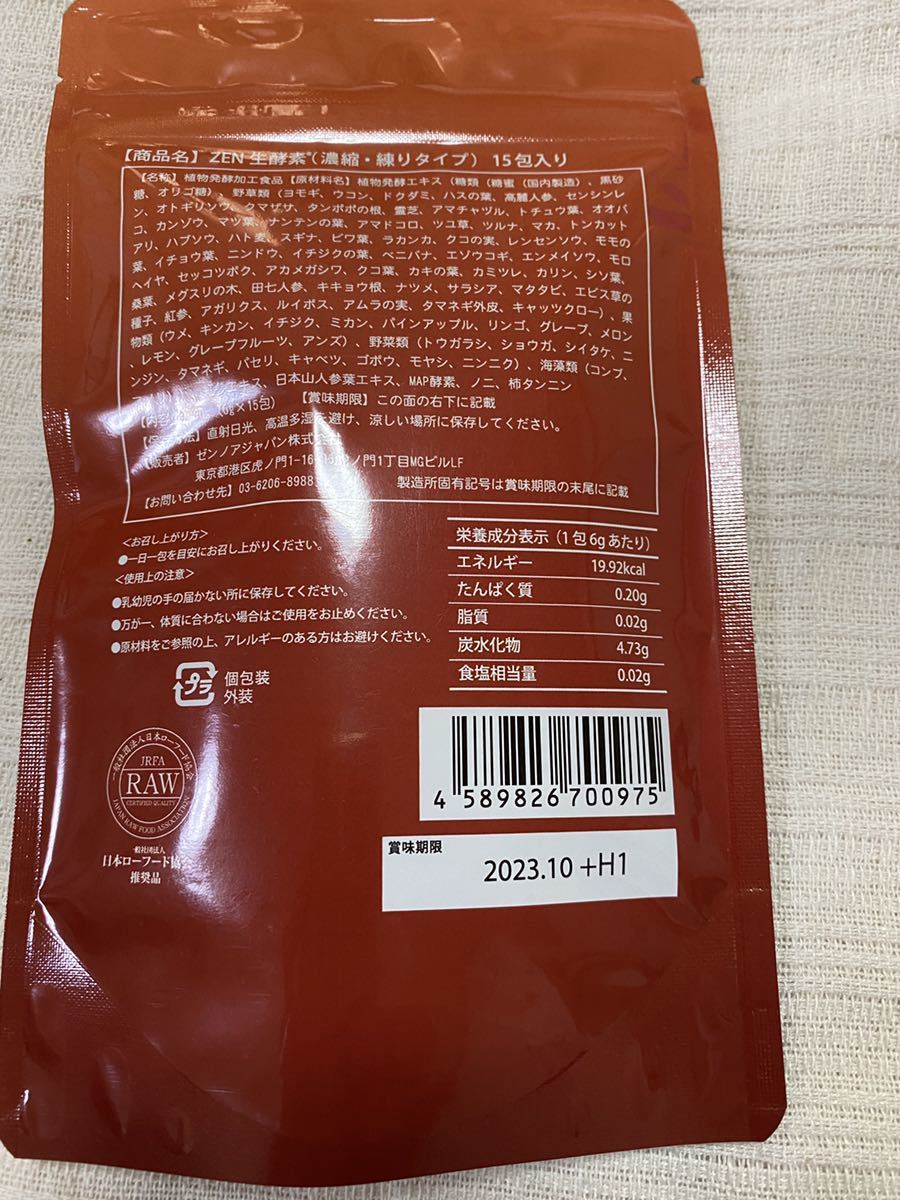 【商品名】 ZEN 生酵素®(濃縮・練りタイプ) 15包入り
【名称】 植物発酵加工食品 【原材料名】 植物発酵エキス (糖類 (糖蜜 (国内製造)、黒砂
糖、オリゴ糖)、野草類 (ヨモギ、ウコン、ドクダミ、ハスの葉、高麗人参、センシンレ
ン、オトギリソウ、クマザサ、タンポポの根、霊芝、アマチャヅル、トチュウ葉、オオバ
コ、カンゾウ、マツ葉、ナンテンの葉、アマドコロ、ツユ草、ツルナ、マカ、トンカット
アリ、ハブソウ、ハト麦、スギナ、ビワ葉、ラカンカ、クコの実、レンセンソウ、モモの
葉、イチョウ葉、ニンドウ、イチジクの葉、ベニバナ、エゾウコギ、エンメイソウ、モロ
ヘイヤ、セッコツボク、アカメガシワ、クコ葉、カキの葉、カミツレ、カリン、シソ葉、
桑葉、メグスリの木、田七人参、キキョウ根、ナツメ、サラシア、マタタビ、エビス草の
種子、紅参、アガリクス、ルイボス、アムラの実、タマネギ外皮、キャッツクロー)、果
物類 (ウメ、キンカン、イチジク、ミカン、パインアップル、リンゴ、グレープ、メロン
、レモン、グレープフルーツ、アンズ)、野菜類 (トウガラシ、ショウガ、シイタケ、ニ
ンジン、タマネギ、パセリ、キャベツ、ゴボウ、モヤシ、ニンニク)、海藻類 (コンブ、
エキス、日本山人参葉エキス、MAP酵素、ノニ、柿タンニン
×15包) 【賞味期限】 この面の右下に記載
直射日光、高温多湿を避け、涼しい場所に保存してください。
【販売者】 ゼンノアジャパン株式会社
東京都港区虎ノ門1-16 ノ門1丁目MGビルLF
【お問い合わせ先】 03-6206-8988 製造所固有記号は賞味期限の末尾に記載
<お召し上がり方>
●一日一包を目安にお召し上がりください。
<使用上の注意>
●乳幼児の手の届かない所に保存してください。
●万が一、体質に合わない場合はご使用をお止めください。
●原材料をご参照の上、アレルギーのある方はお避けください。
栄養成分表示 (1包 6g あたり)
エネルギー 19.92kcal
たんぱく質 0.20g
脂質 0.02g
炭水化物 4.73g
食塩相当量 0.02g
プラ
個包装
外装
一般社団法人日本ローフード協会
JRFA
RAW
CERTIFIED QUALITY
JAPAN RAW FOOD ASSOCIATION
一般社団法人
日本ローフード協会
推奨品
4 589826 700975
賞味期限
2023.10 +H1